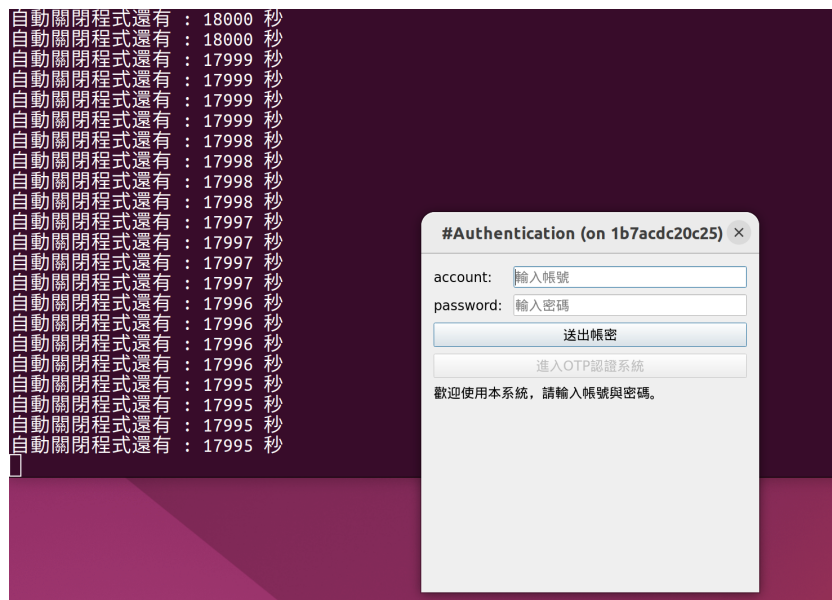 自動關閉程式還有 : 18000 秒
自動關閉程式還有 : 18000 秒
自動關閉程式還有 : 17999 秒
自動關閉程式還有 : 17999 秒
自動關閉程式還有 : 17999 秒
自動關閉程式還有 : 17999 秒
自動關閉程式還有 : 17998 秒
自動關閉程式還有 : 17998 秒
自動關閉程式還有 : 17998 秒
自動關閉程式還有 : 17998 秒
自動關閉程式還有 : 17997 秒
自動關閉程式還有 : 17997 秒
自動關閉程式還有 : 17997 秒
自動關閉程式還有 : 17997 秒
自動關閉程式還有 : 17996 秒
自動關閉程式還有 : 17996 秒
自動關閉程式還有 : 17996 秒
自動關閉程式還有 : 17996 秒
自動關閉程式還有 : 17995 秒
自動關閉程式還有 : 17995 秒
自動關閉程式還有 : 17995 秒
自動關閉程式還有 : 17995 秒
#Authentication (on 1b7acdc20c25) ×
account: 輸入帳號
password: 輸入密碼
送出帳密
進入OTP認證系統
歡迎使用本系統，請輸入帳號與密碼。